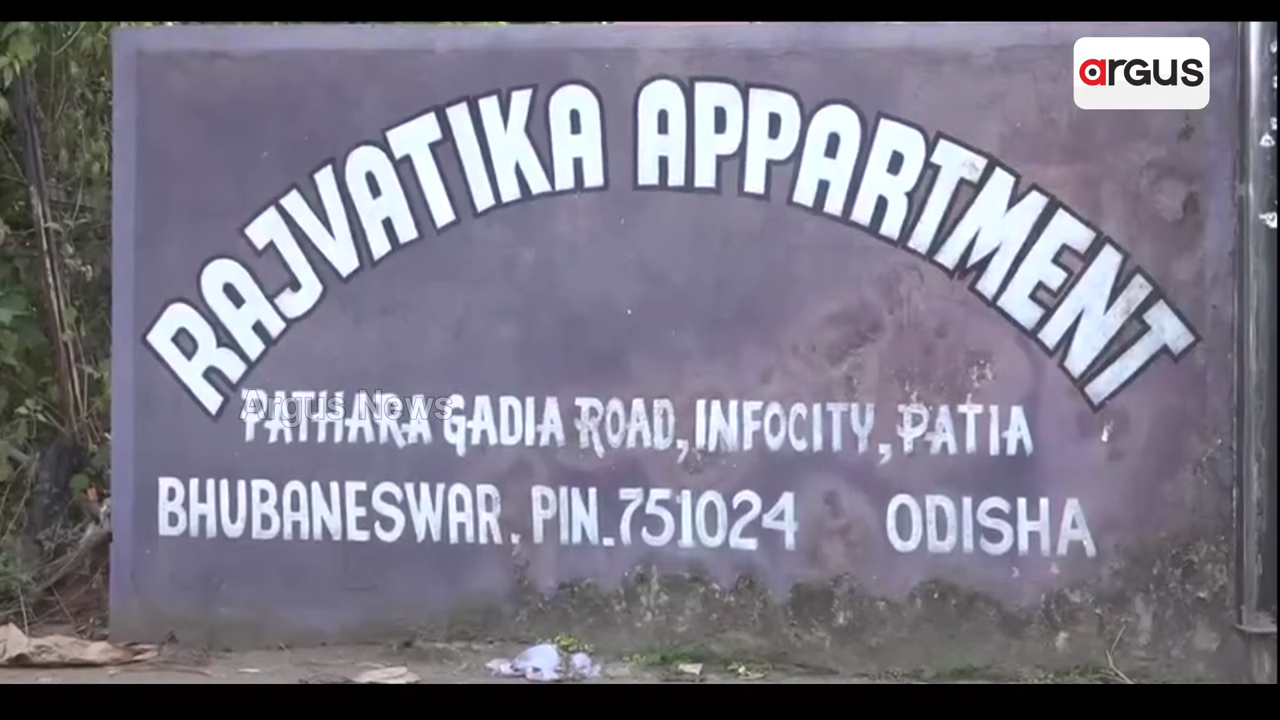 argus
RAJVATIKA APPARTMENT
Argus News
PATHARA GADIA ROAD, INFOCITY, PATIA
BHUBANESWAR. PIN.751024 ODISHA